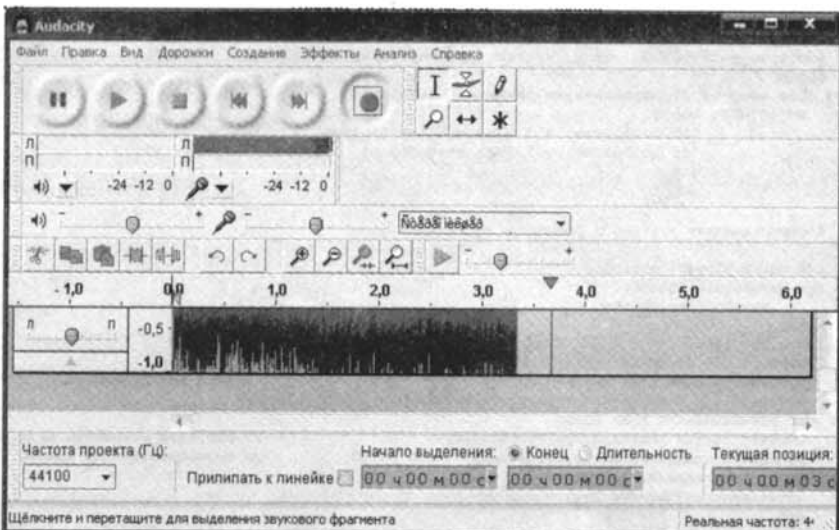 Audacity
Файл Правка Вид Дорожки Создание Эффекты Анализ Справка
Л Л
П П
-24 -12 0 -24 -12 0
- + - + Ñòåðåî ìèêøåð
- +
- 1,0 0,0 1,0 2,0 3,0 4,0 5,0 6,0
Л П -0,5
-1,0
Частота проекта (Гц): Начало выделения: Конец Длительность Текущая позиция:
44100 Прилипать к линейке 00 ч 00 м 00 с 00 ч 00 м 00 с 00 ч 00 м 03 с
Щёлкните и перетащите для выделения звукового фрагмента Реальная частота: 4